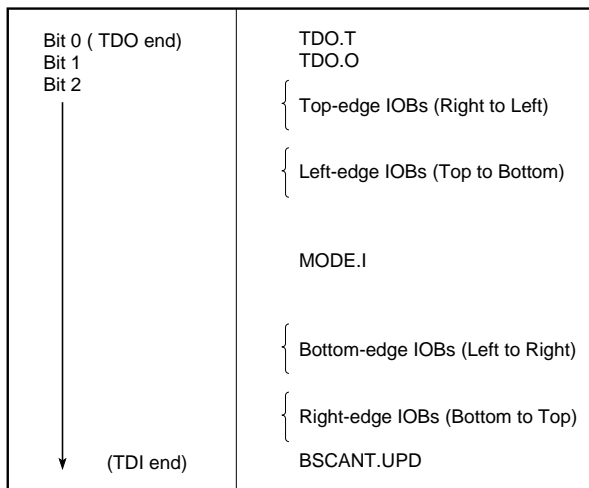 Bit 0 ( TDO end)
Bit 1
Bit 2
(TDI end)
TDO.T
TDO.O
Top-edge IOBs (Right to Left)
Left-edge IOBs (Top to Bottom)
MODE.I
Bottom-edge IOBs (Left to Right)
Right-edge IOBs (Bottom to Top)
BSCANT.UPD